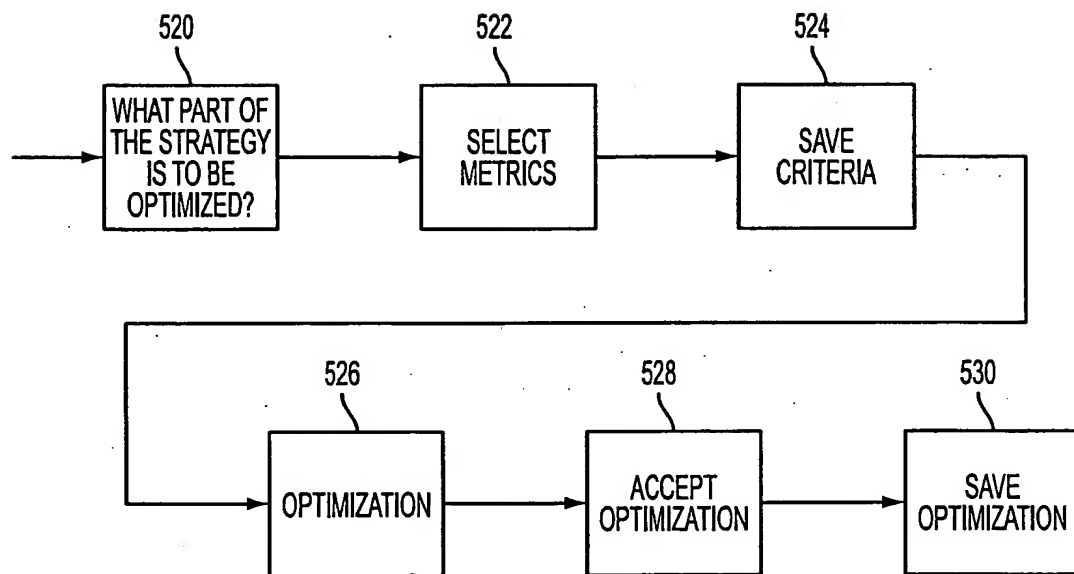 520
522
524
WHAT PART OF
THE STRATEGY
IS TO BE
OPTIMIZED?
SELECT
METRICS
SAVE
CRITERIA
526
528
530
OPTIMIZATION
ACCEPT
OPTIMIZATION
SAVE
OPTIMIZATION